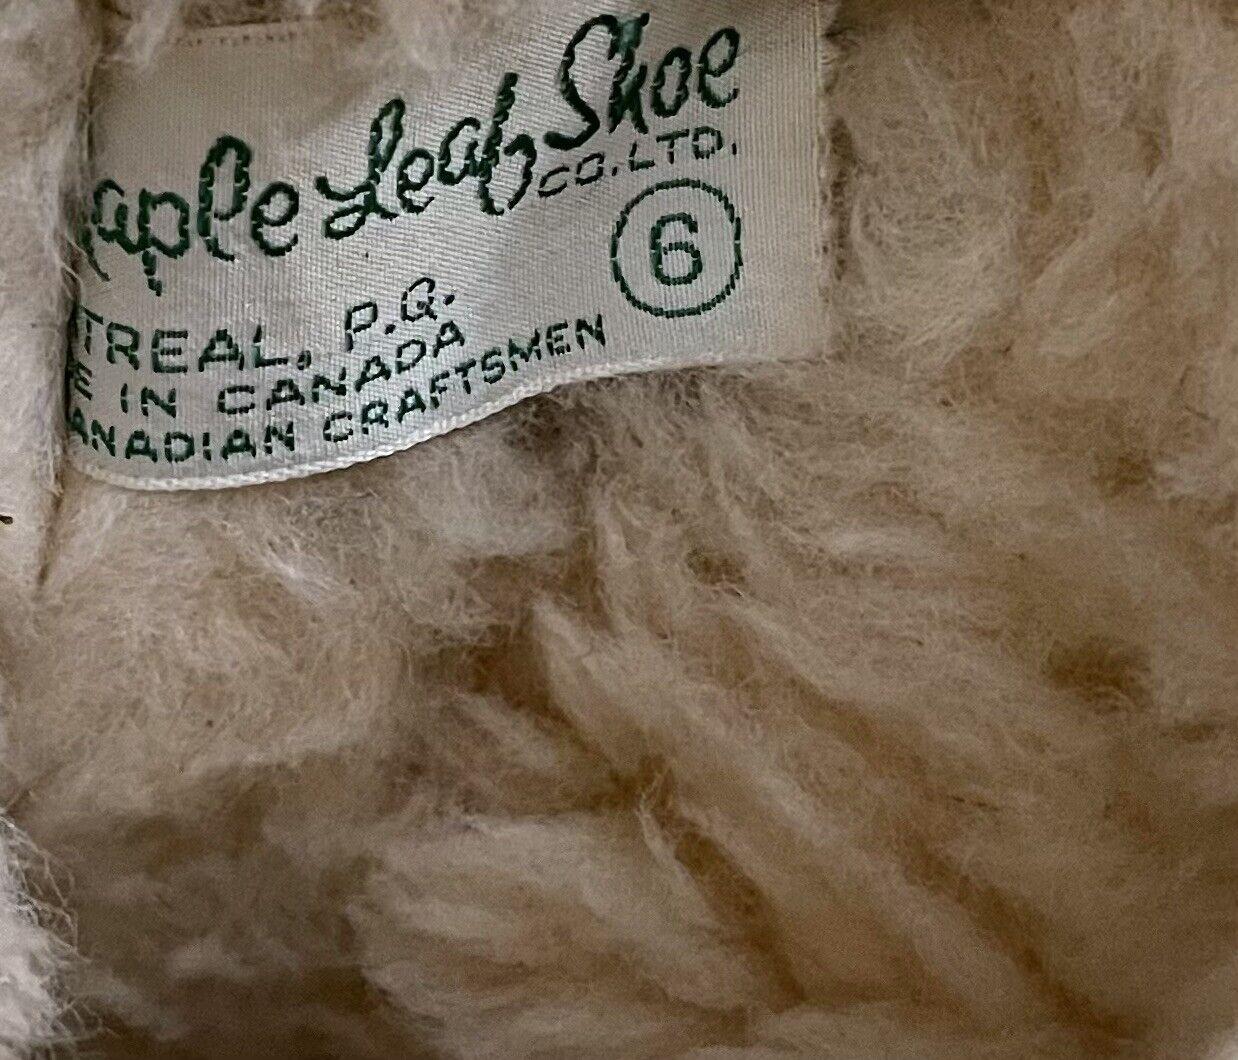 aple Leaf Shoe
CO. LTD.
6
TREAL, P.Q.
E IN CANADA
ANADIAN CRAFTSMEN